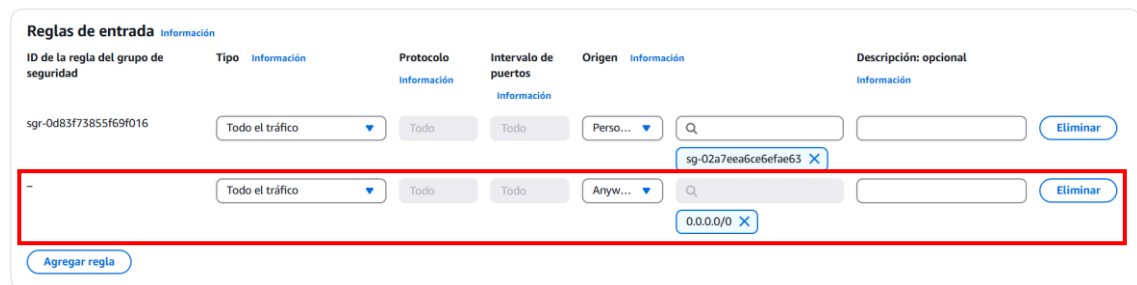 Reglas de entrada Información
ID de la regla del grupo de seguridad
Tipo Información
Protocolo
Información
Intervalo de puertos
Información
Origen Información
Descripción: opcional
Información
sgr-0d83f73855f69f016
Todo el tráfico
Todo
Todo
Perso...
Eliminar
sg-02a7eea6ce6efae63
–
Todo el tráfico
Todo
Todo
Anyw...
Eliminar
0.0.0.0/0
Agregar regla